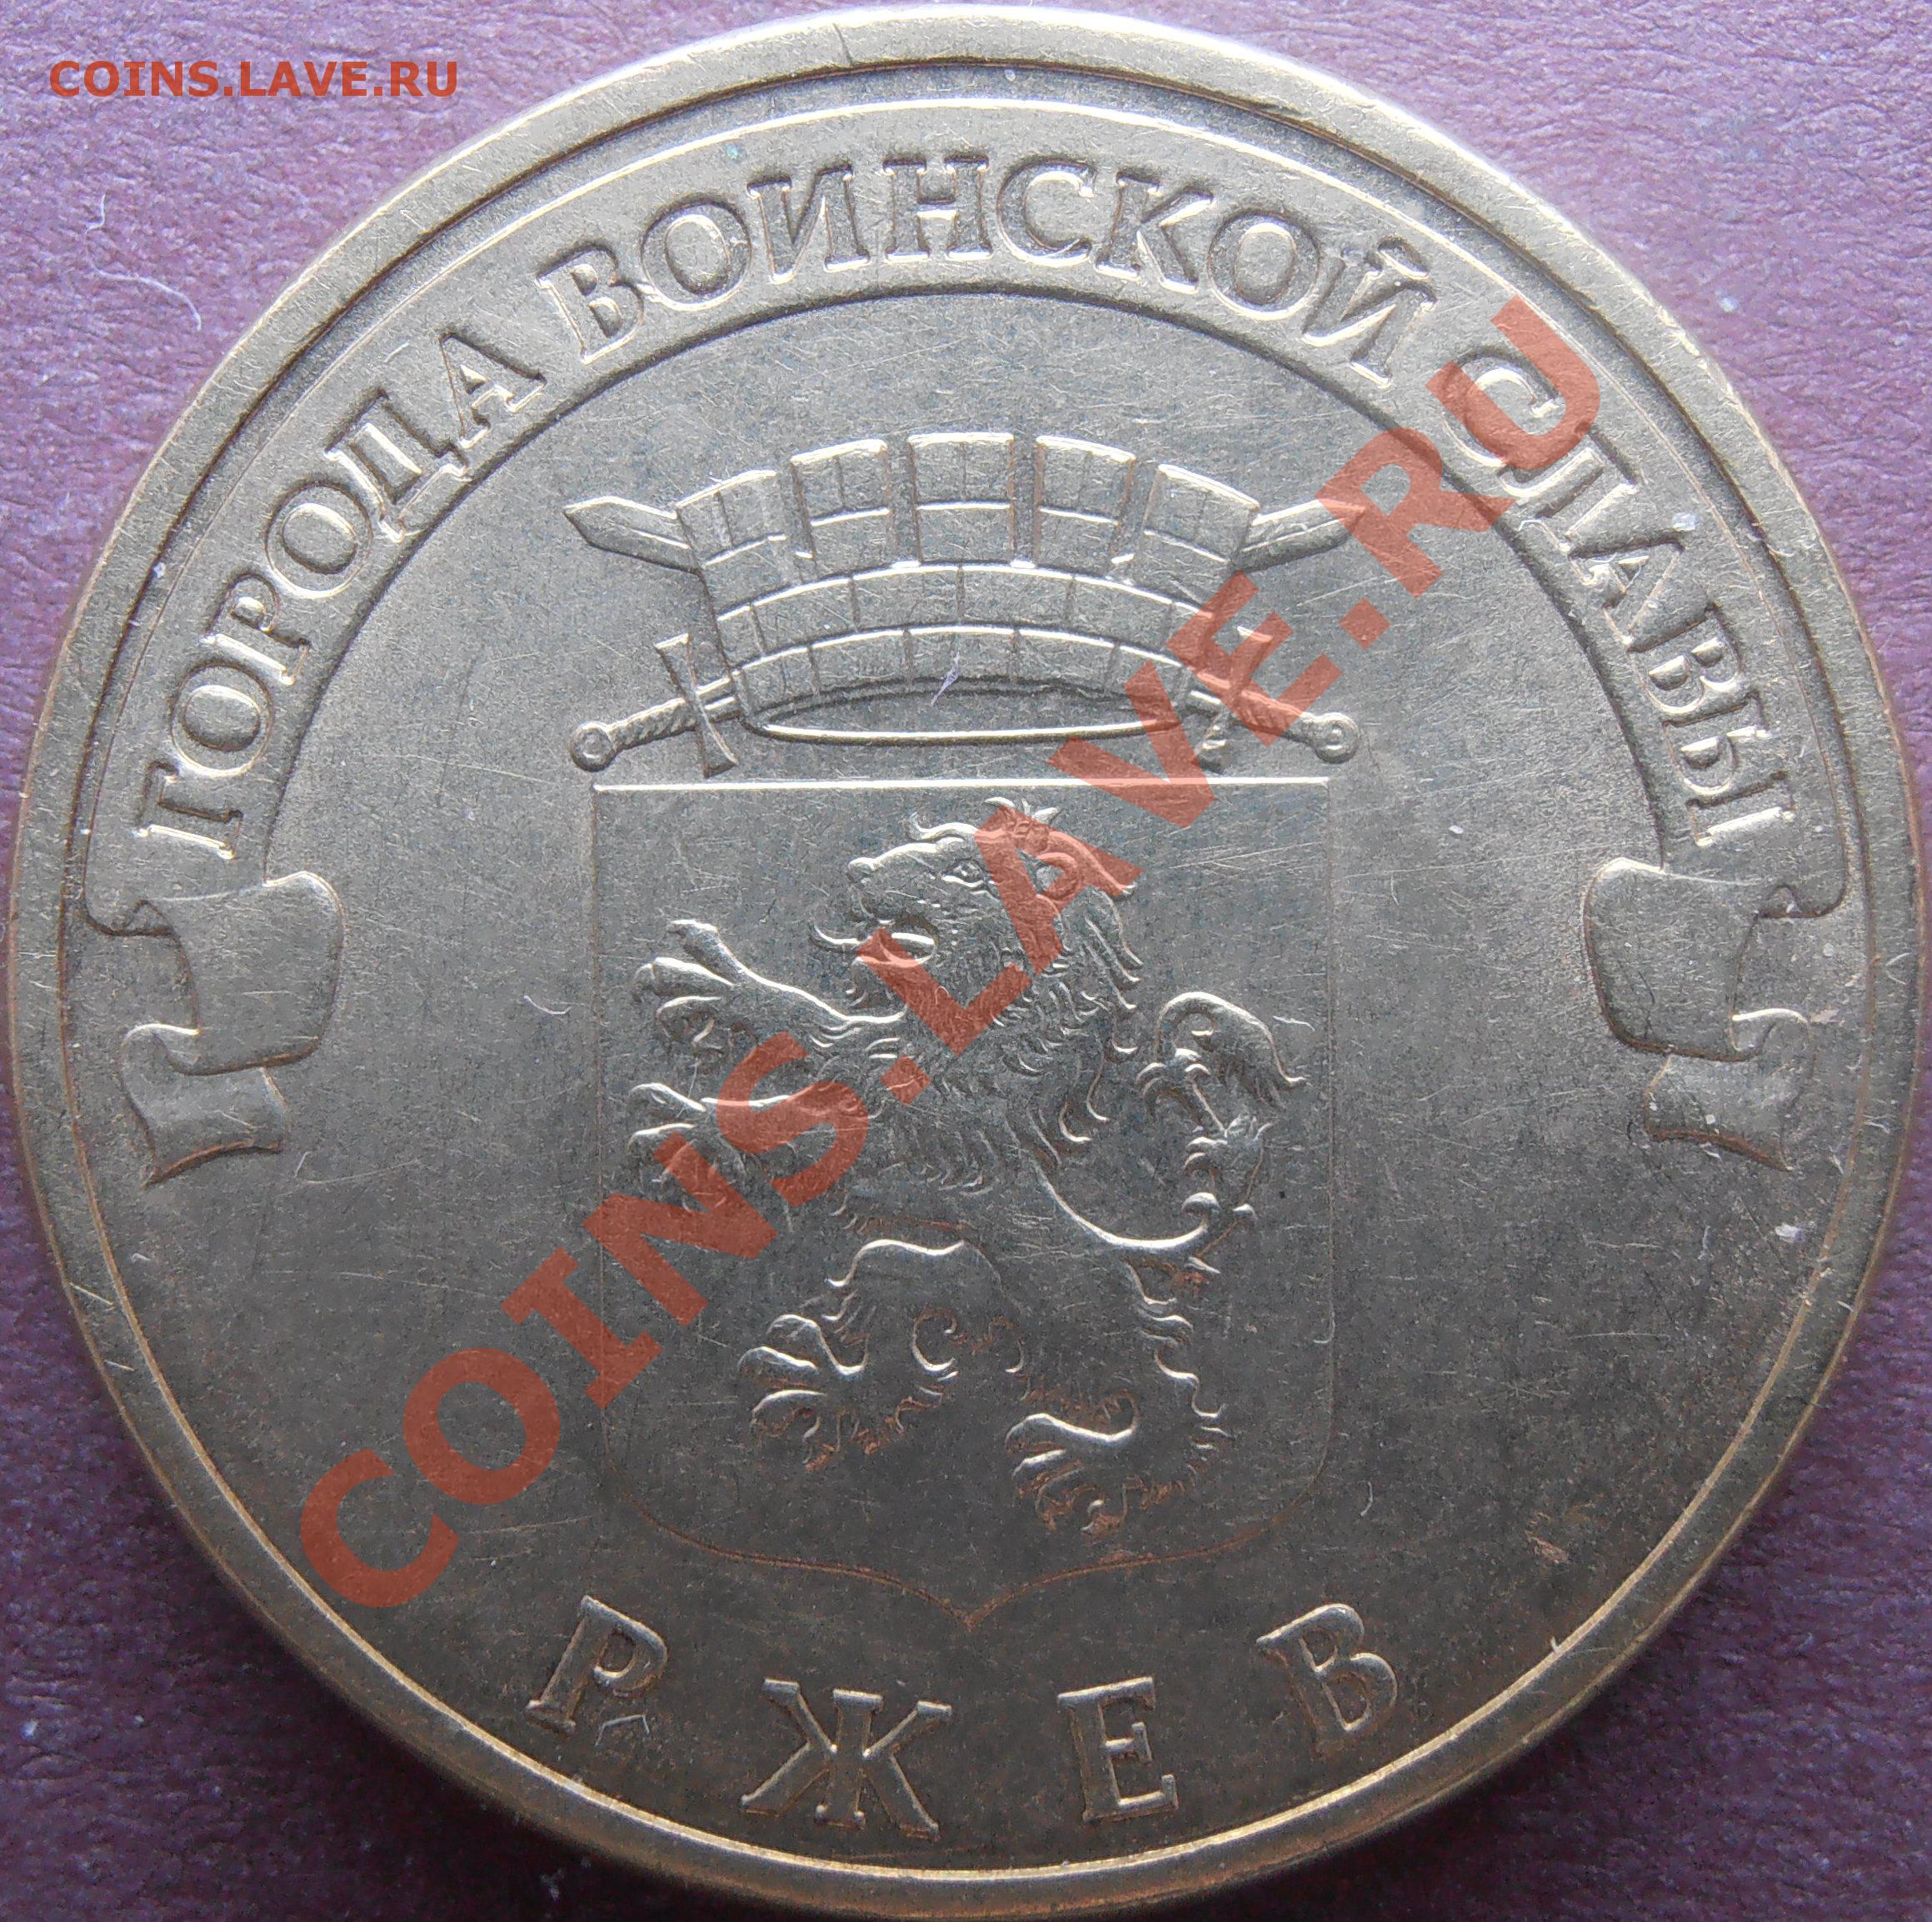 COINS.LAVE.RU
ГОРОДА ВОИНСКОЙ СЛАВЫ
COINS.LAVE.RU
РЖЕВ